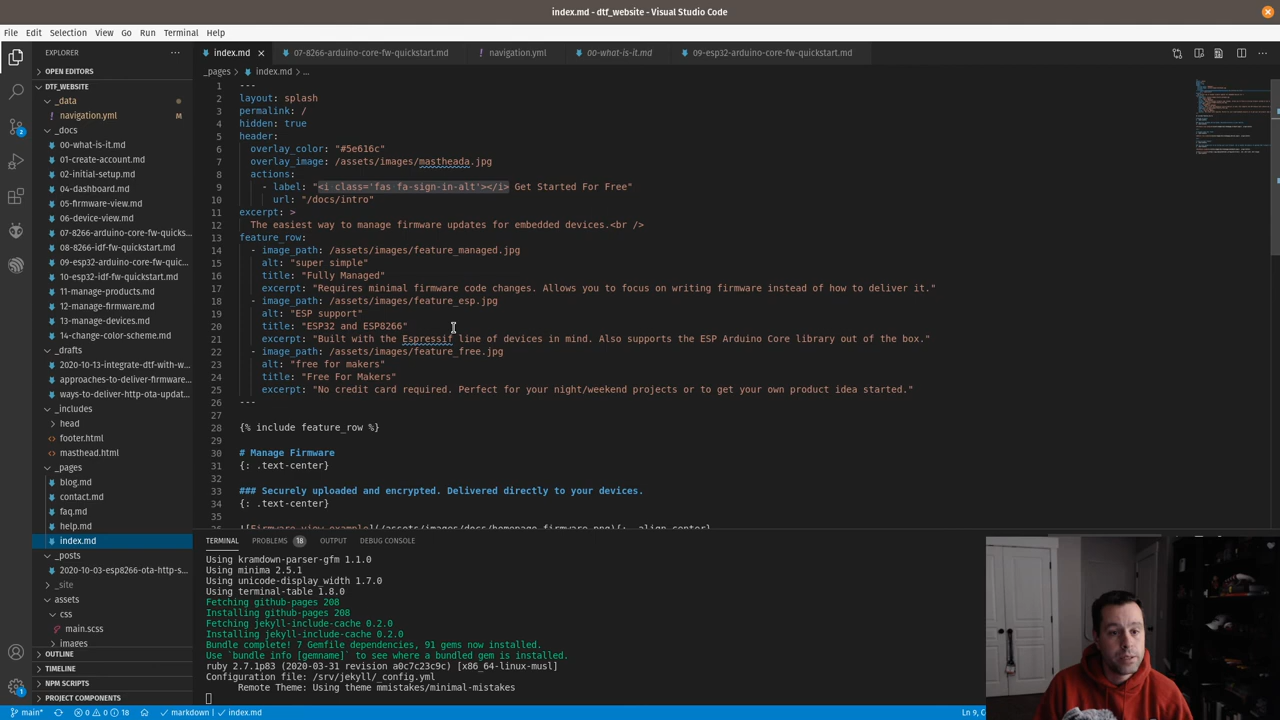 index.md - dtf_website - Visual Studio Code
File Edit Selection View Go Run Terminal Help
EXPLORER
OPEN EDITORS
DTF_WEBSITE
_data
navigation.yml M
_docs
00-what-is-it.md
01-create-account.md
02-initial-setup.md
04-dashboard.md
05-firmware-view.md
06-device-view.md
07-8266-arduino-core-fw-quickst...
08-8266-idf-fw-quickstart.md
09-esp32-arduino-core-fw-quic...
10-esp32-idf-fw-quickstart.md
11-manage-products.md
12-manage-firmware.md
13-manage-devices.md
14-change-color-scheme.md
_drafts
2020-10-13-integrate-dtf-with-w...
approaches-to-deliver-firmware...
ways-to-deliver-http-ota-updat...
_includes
head
footer.html
masthead.html
_pages
blog.md
contact.md
faq.md
help.md
index.md
_posts
2020-10-03-esp8266-ota-http-s...
_site
assets
css
main.scss
images
OUTLINE
TIMELINE
NPM SCRIPTS
PROJECT COMPONENTS
index.md 07-8266-arduino-core-fw-quickstart.md navigation.yml 00-what-is-it.md 09-esp32-arduino-core-fw-quickstart.md
_pages > index.md > ...
1 ---
2 layout: splash
3 permalink: /
4 hidden: true
5 header:
6 overlay_color: "#5e616c"
7 overlay_image: /assets/images/mastheada.jpg
8 actions:
9 - label: "<i class='fas fa-sign-in-alt'></i> Get Started For Free"
10 url: "/docs/intro"
11 excerpt: >
12 The easiest way to manage firmware updates for embedded devices.<br />
13 feature_row:
14 - image_path: /assets/images/feature_managed.jpg
15 alt: "super simple"
16 title: "Fully Managed"
17 excerpt: "Requires minimal firmware code changes. Allows you to focus on writing firmware instead of how to deliver it."
18 - image_path: /assets/images/feature_esp.jpg
19 alt: "ESP support"
20 title: "ESP32 and ESP8266"
21 excerpt: "Built with the Espressif line of devices in mind. Also supports the ESP Arduino Core library out of the box."
22 - image_path: /assets/images/feature_free.jpg
23 alt: "free for makers"
24 title: "Free For Makers"
25 excerpt: "No credit card required. Perfect for your night/weekend projects or to get your own product idea started."
26 ---
27
28 {% include feature_row %}
29
30 # Manage Firmware
31 {: .text-center}
32
33 ### Securely uploaded and encrypted. Delivered directly to your devices.
34 {: .text-center}
35
![Firmware view example](/assets/images/docs/homepage_firmware.png){: .align-center}
TERMINAL PROBLEMS 18 OUTPUT DEBUG CONSOLE
Using kramdown-parser-gfm 1.1.0
Using minima 2.5.1
Using unicode-display_width 1.7.0
Using terminal-table 1.8.0
Fetching github-pages 208
Installing github-pages 208
Fetching jekyll-include-cache 0.2.0
Installing jekyll-include-cache 0.2.0
Bundle complete! 7 Gemfile dependencies, 91 gems now installed.
Use `bundle info [gemname]` to see where a bundled gem is installed.
ruby 2.7.1p83 (2020-03-31 revision a0c7c23c9c) [x86_64-linux-musl]
Configuration file: /srv/jekyll/_config.yml
Remote Theme: Using theme mmistakes/minimal-mistakes
main* 0 0 18 markdown index.md Ln 9,